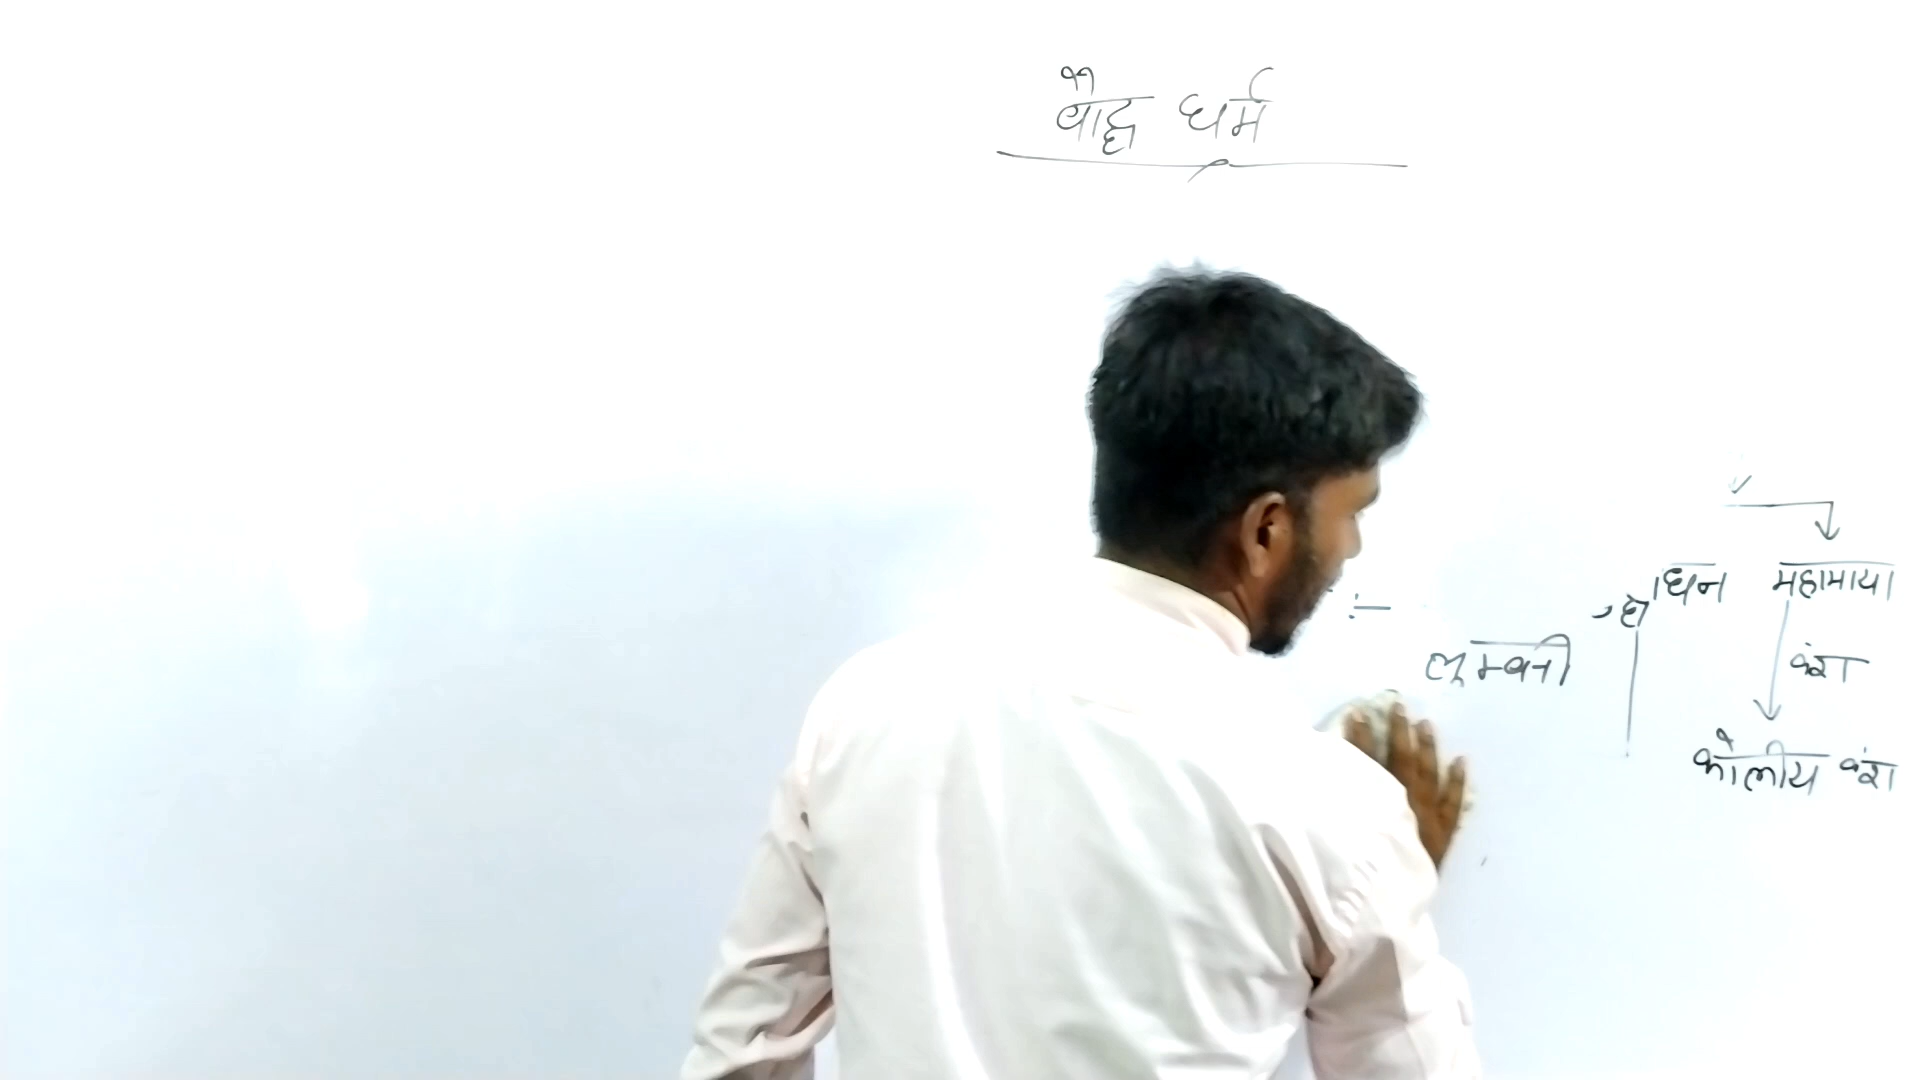 बौद्ध धर्म
धन महामाया
:-
लुम्बनी
वंश
कौलीय वंश